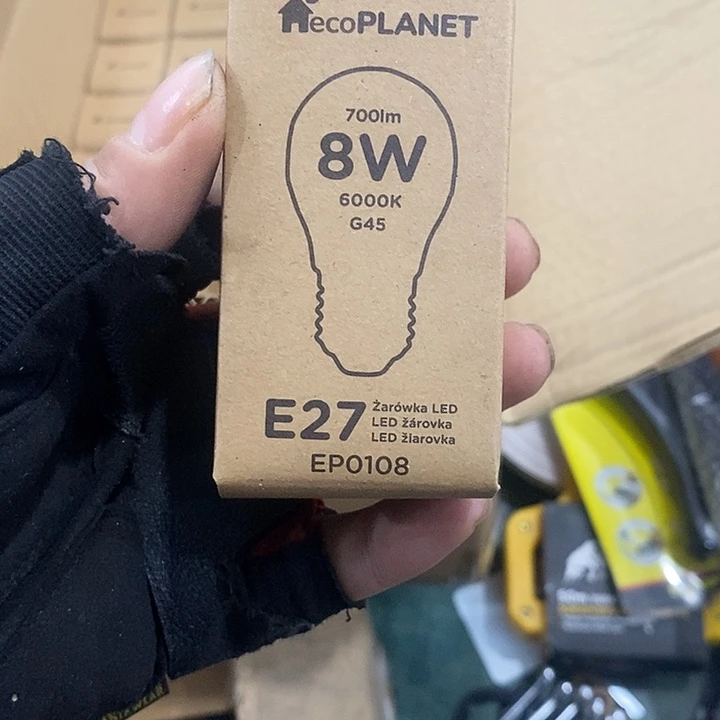 ecoPLANET
700lm
8W
6000K
G45
E27
Żarówka LED
LED žárovka
LED žiarovka
EP0108